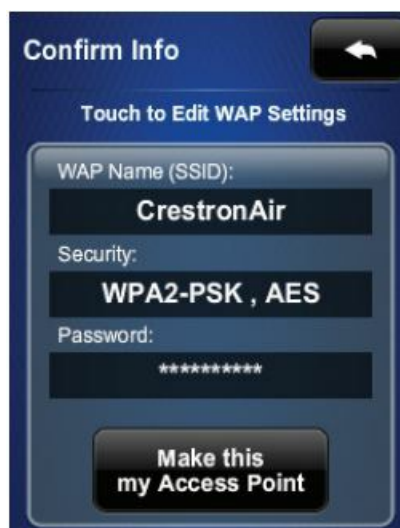 Confirm Info
Touch to Edit WAP Settings
WAP Name (SSID):
CrestronAir
Security:
WPA2-PSK , AES
Password:
**********
Make this
my Access Point